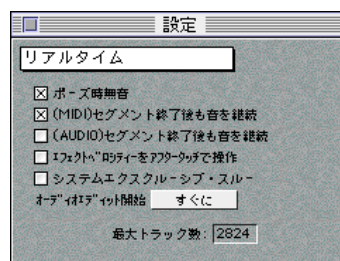 設定
リアルタイム
ポーズ時無音
(MIDI)セグメント終了後も音を継続
(AUDIO)セグメント終了後も音を継続
ｴﾌｪｸﾄﾍﾞﾛｼﾃｨｰをｱﾌﾀｰﾀｯﾁで操作
システムエクスクルーシブ・スルー
ｵｰﾃﾞｨｵｴﾃﾞｨｯﾄ開始 すぐに
最大トラック数: 2824